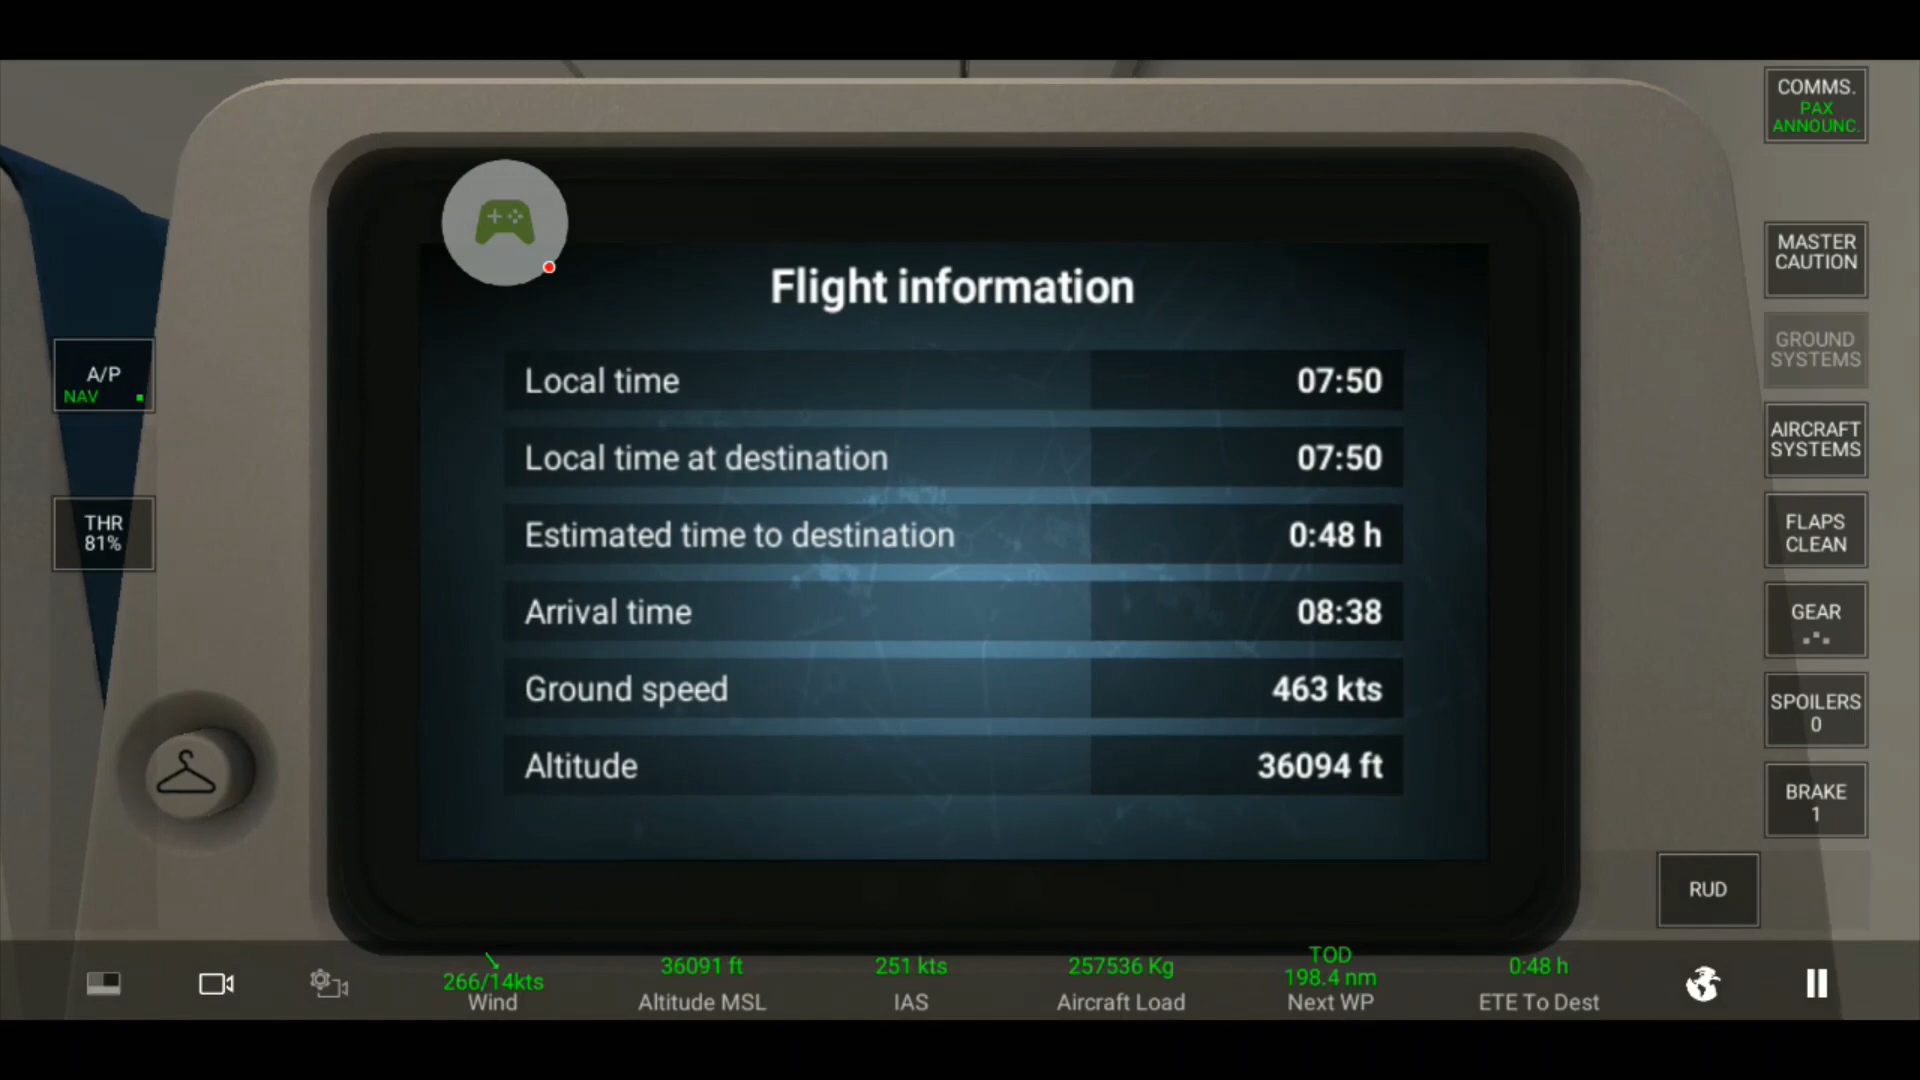 COMMS.
PAX
ANNOUNC.
MASTER
CAUTION
GROUND
SYSTEMS
A/P
NAV
AIRCRAFT
SYSTEMS
THR
81%
FLAPS
CLEAN
GEAR
SPOILERS
0
BRAKE
1
RUD
Flight information
Local time 07:50
Local time at destination 07:50
Estimated time to destination 0:48 h
Arrival time 08:38
Ground speed 463 kts
Altitude 36094 ft
266/14kts
Wind
36091 ft
Altitude MSL
251 kts
IAS
257536 Kg
Aircraft Load
TOD
198.4 nm
Next WP
0:48 h
ETE To Dest